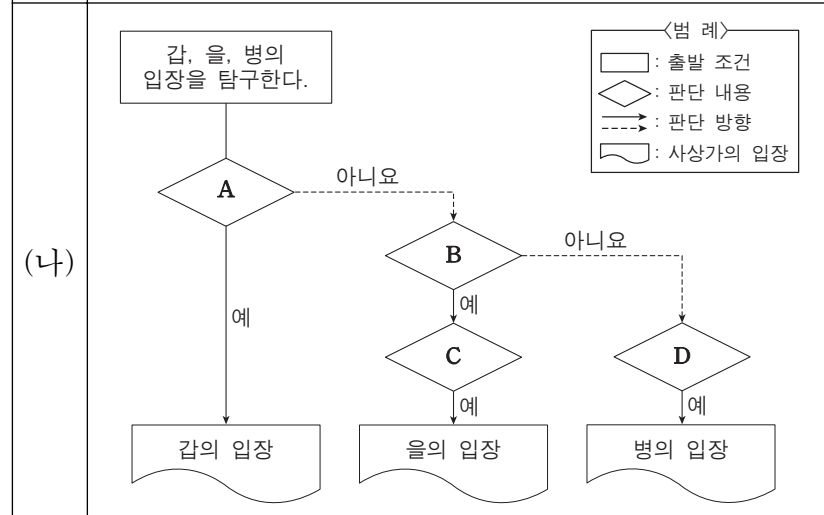 (나)
갑, 을, 병의
입장을 탐구한다.
〈범 례〉
: 출발 조건
: 판단 내용
: 판단 방향
: 사상가의 입장
A
아니요
B
아니요
예
예
C
D
예
예
갑의 입장
을의 입장
병의 입장